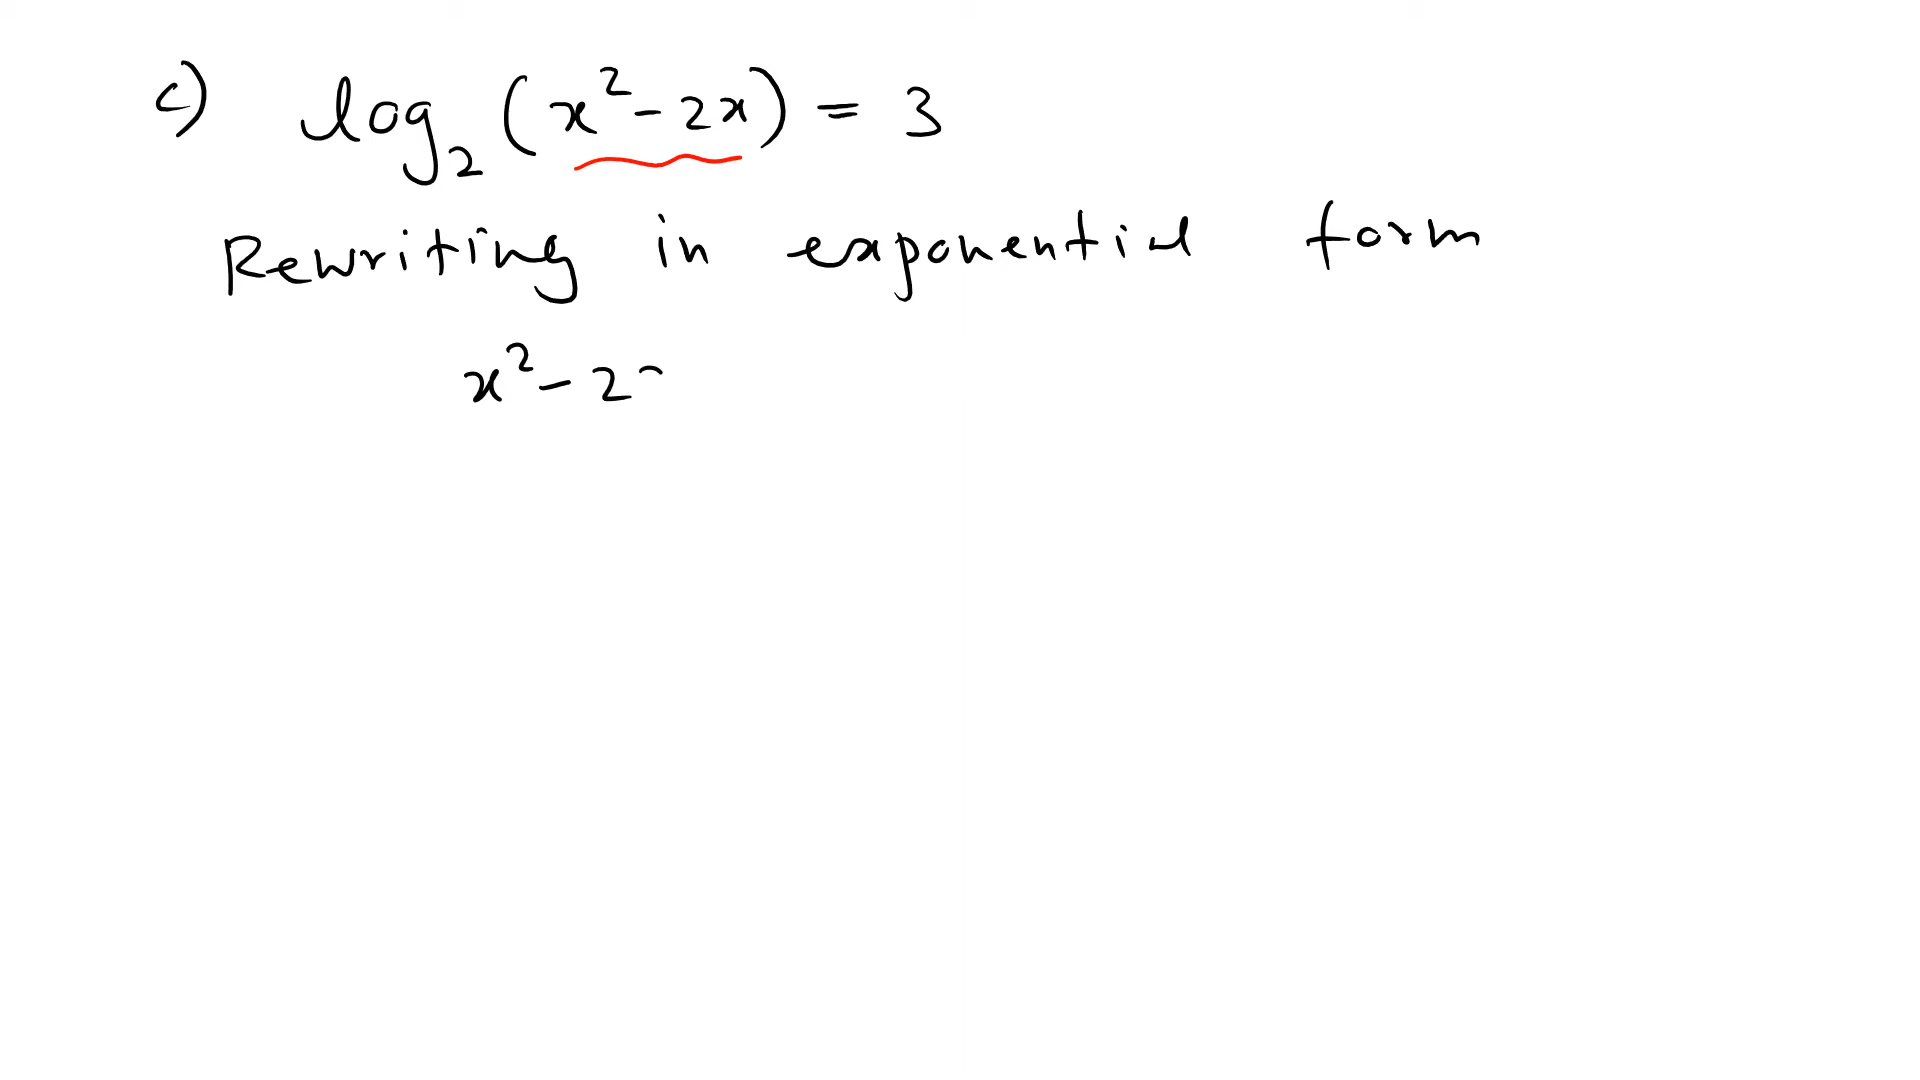 c) log₂ (x² - 2x) = 3
Rewriting in exponential form
x² - 2